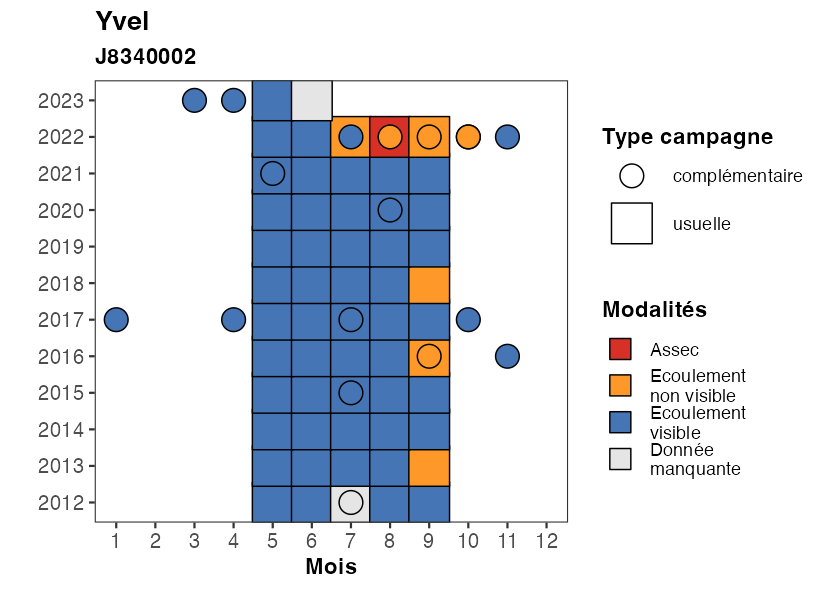 Yvel
J8340002
2023
2022
2021
2020
2019
2018
2017
2016
2015
2014
2013
2012
1 2 3 4 5 6 7 8 9 10 11 12
Mois
Type campagne
complémentaire
usuelle
Modalités
Assec
Ecoulement
non visible
Ecoulement
visible
Donnée
manquante